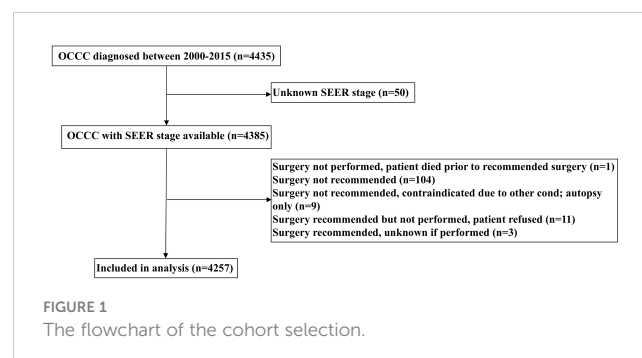 OCCC diagnosed between 2000-2015 (n=4435)
Unknown SEER stage (n=50)
OCCC with SEER stage available (n=4385)
Surgery not performed, patient died prior to recommended surgery (n=1)
Surgery not recommended (n=104)
Surgery not recommended, contraindicated due to other cond; autopsy
only (n=9)
Surgery recommended but not performed, patient refused (n=11)
Surgery recommended, unknown if performed (n=3)
Included in analysis (n=4257)
FIGURE 1
The flowchart of the cohort selection.